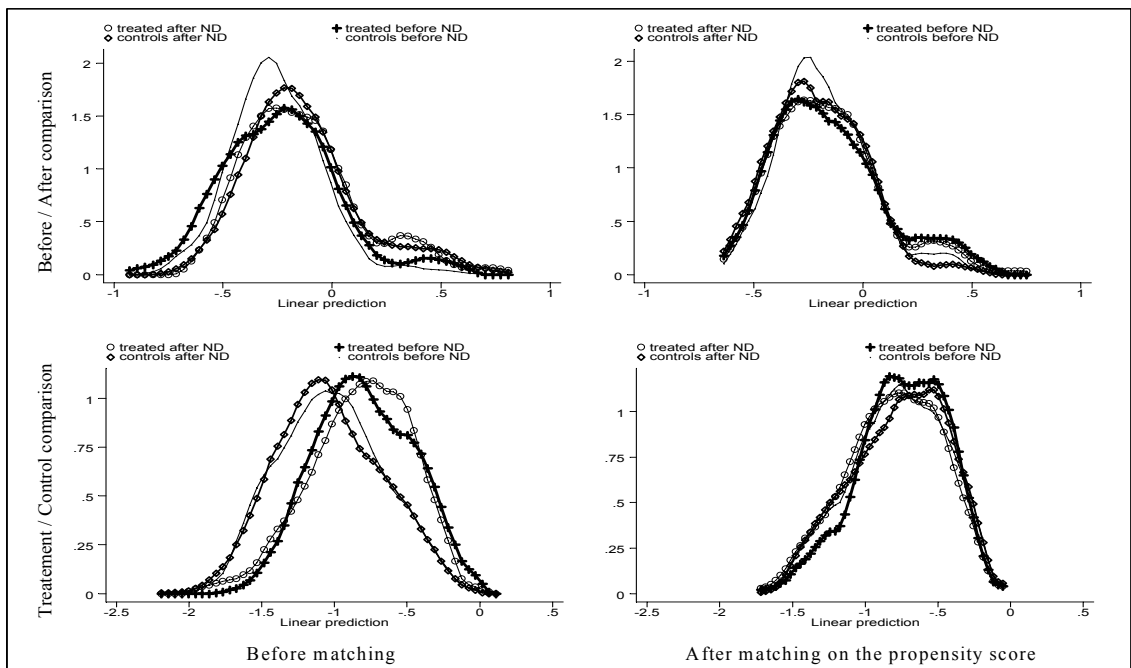 treated after ND treated before ND
controls after ND controls before ND
treated after ND treated before ND
controls after ND controls before ND
Before / After comparison
2
1.5
1
.5
0
-1 -.5 0 .5 1
Linear prediction
2
1.5
1
.5
0
-1 -.5 0 .5 1
Linear prediction
treated after ND treated before ND
controls after ND controls before ND
treated after ND treated before ND
controls after ND controls before ND
Treatement / Control comparison
1
.75
.5
.25
0
-2.5 -2 -1.5 -1 -.5 0
Linear prediction
1
.75
.5
.25
0
-2.5 -2 -1.5 -1 -.5 0
Linear prediction
Before matching
After matching on the propensity score